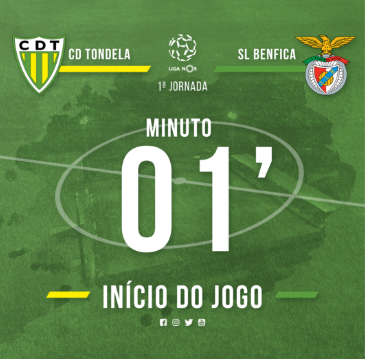 CDT
CD TONDELA
LIGA NOS
SL BENFICA
1ª JORNADA
MINUTO
01’
INÍCIO DO JOGO